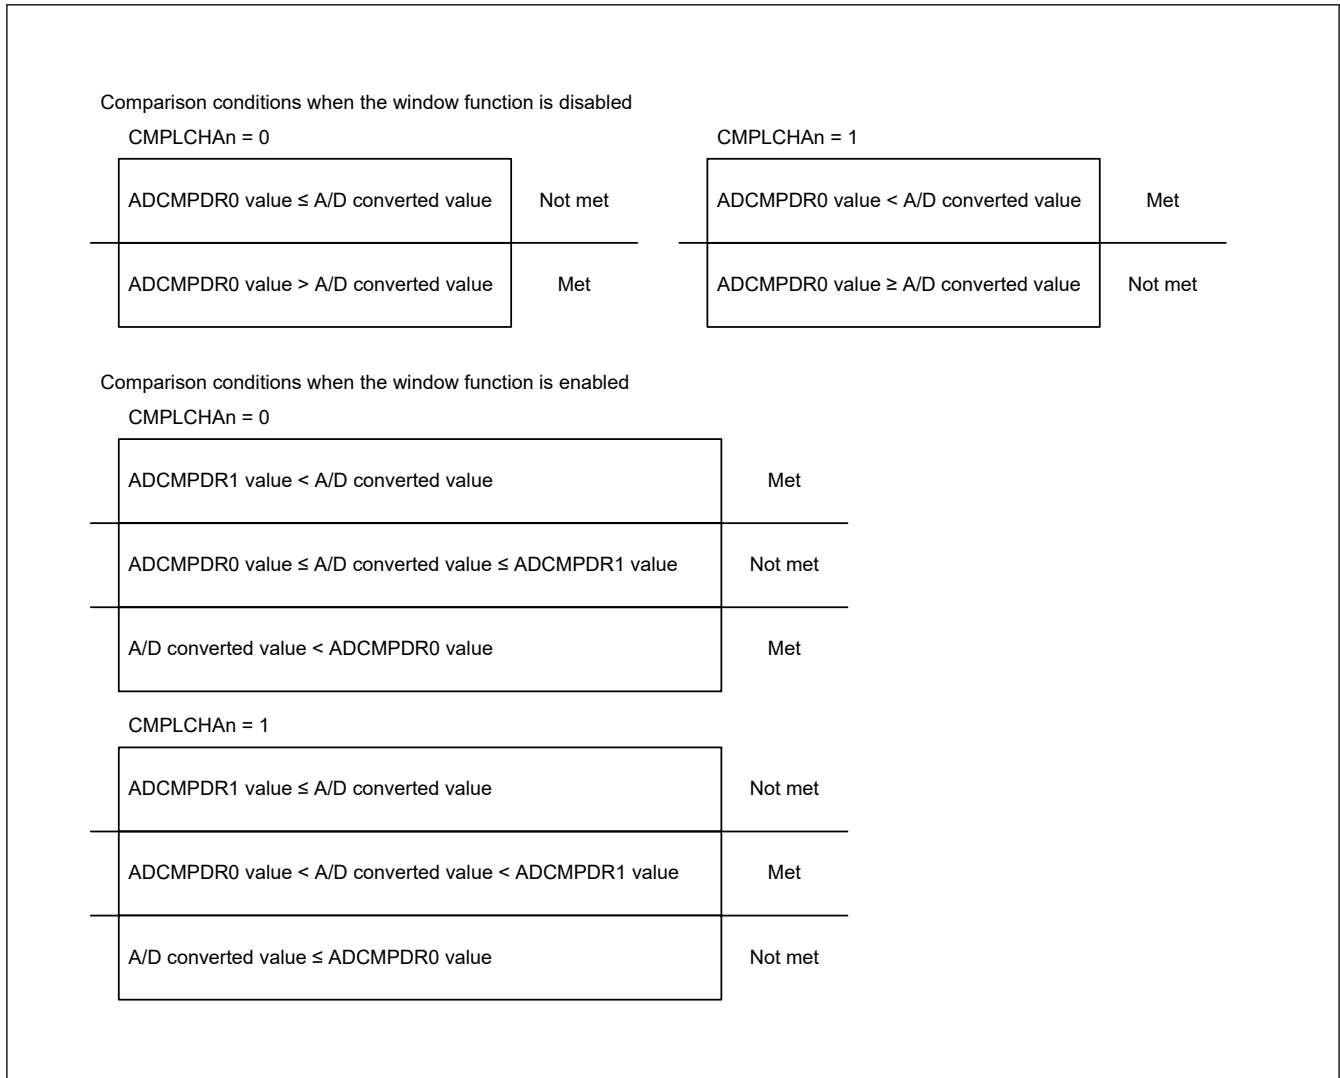 Comparison conditions when the window function is disabled
CMPLCHAn = 0
CMPLCHAn = 1
ADCMPDR0 value ≤ A/D converted value Not met
ADCMPDR0 value < A/D converted value Met
ADCMPDR0 value > A/D converted value Met
ADCMPDR0 value ≥ A/D converted value Not met
Comparison conditions when the window function is enabled
CMPLCHAn = 0
ADCMPDR1 value < A/D converted value Met
ADCMPDR0 value ≤ A/D converted value ≤ ADCMPDR1 value Not met
A/D converted value < ADCMPDR0 value Met
CMPLCHAn = 1
ADCMPDR1 value ≤ A/D converted value Not met
ADCMPDR0 value < A/D converted value < ADCMPDR1 value Met
A/D converted value ≤ ADCMPDR0 value Not met